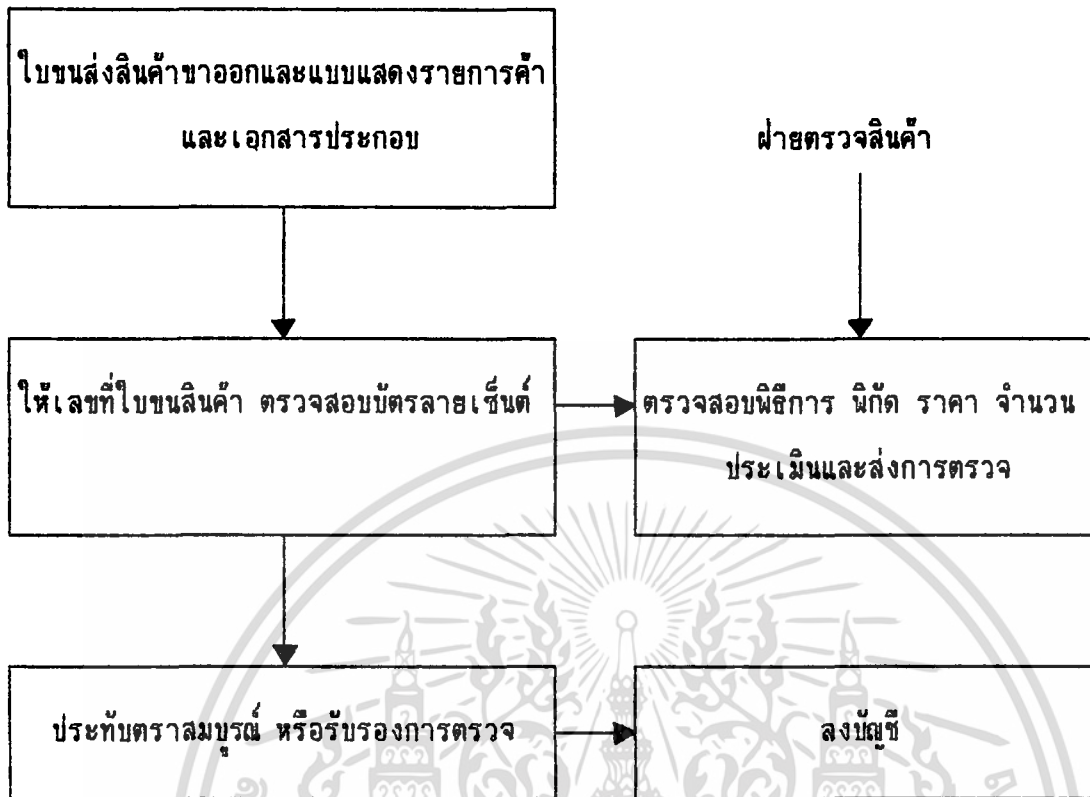 ใบขนส่งสินค้าขาออกและแบบแสดงรายการค้า
และเอกสารประกอบ
ฝ่ายตรวจสินค้า
ให้เลขที่ใบขนสินค้า ตรวจสอบบัตรลายเซ็นต์
ตรวจสอบพิธีการ พิกัด ราคา จำนวน
ประเมินและส่งการตรวจ
ประทับตราสมบูรณ์ หรือรับรองการตรวจ
ลงบัญชี